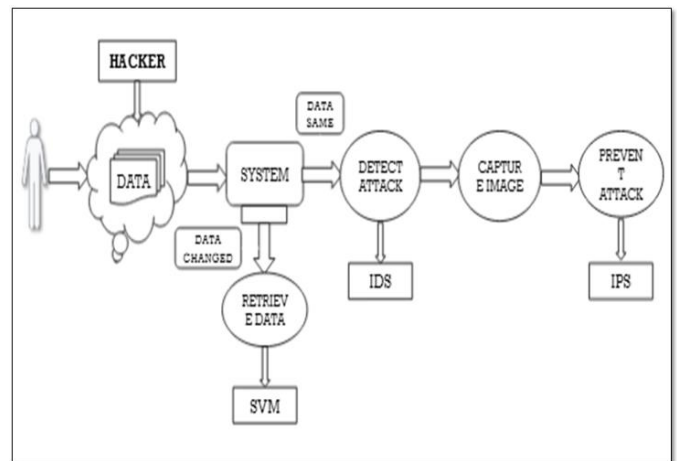 HACKER
DATA
SAME
DATA
SYSTEM
DETECT
ATTACK
CAPTUR
E IMAGE
PREVEN
T
ATTACK
DATA
CHANGED
IDS
IPS
RETRIEV
E DATA
SVM